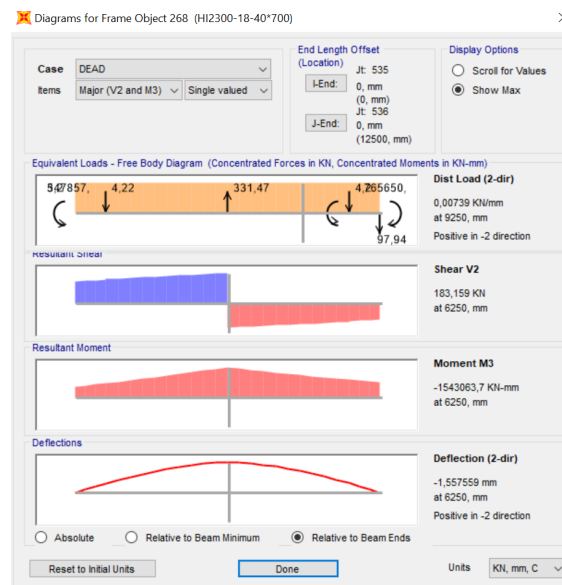 Diagrams for Frame Object 268 (HI2300-18-40*700)
Case DEAD
Items Major (V2 and M3) Single valued
End Length Offset
(Location)
Jt: 535
I-End: 0, mm
(0, mm)
Jt: 536
J-End: 0, mm
(12500, mm)
Display Options
Scroll for Values
Show Max
Equivalent Loads - Free Body Diagram (Concentrated Forces in KN, Concentrated Moments in KN-mm)
4,22 331,47
97,94
Dist Load (2-dir)
0,00739 KN/mm
at 9250, mm
Positive in -2 direction
Resultant Shear
Shear V2
183,159 KN
at 6250, mm
Resultant Moment
Moment M3
-1543063,7 KN-mm
at 6250, mm
Deflections
Deflection (2-dir)
-1,557559 mm
at 6250, mm
Positive in -2 direction
Absolute Relative to Beam Minimum Relative to Beam Ends
Reset to Initial Units Done Units KN, mm, C